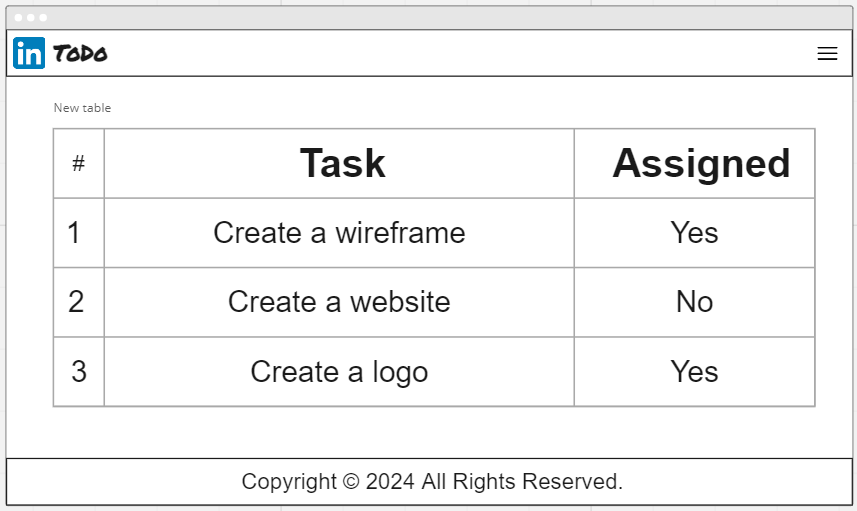 in ToDo
New table
# Task Assigned
1 Create a wireframe Yes
2 Create a website No
3 Create a logo Yes
Copyright © 2024 All Rights Reserved.